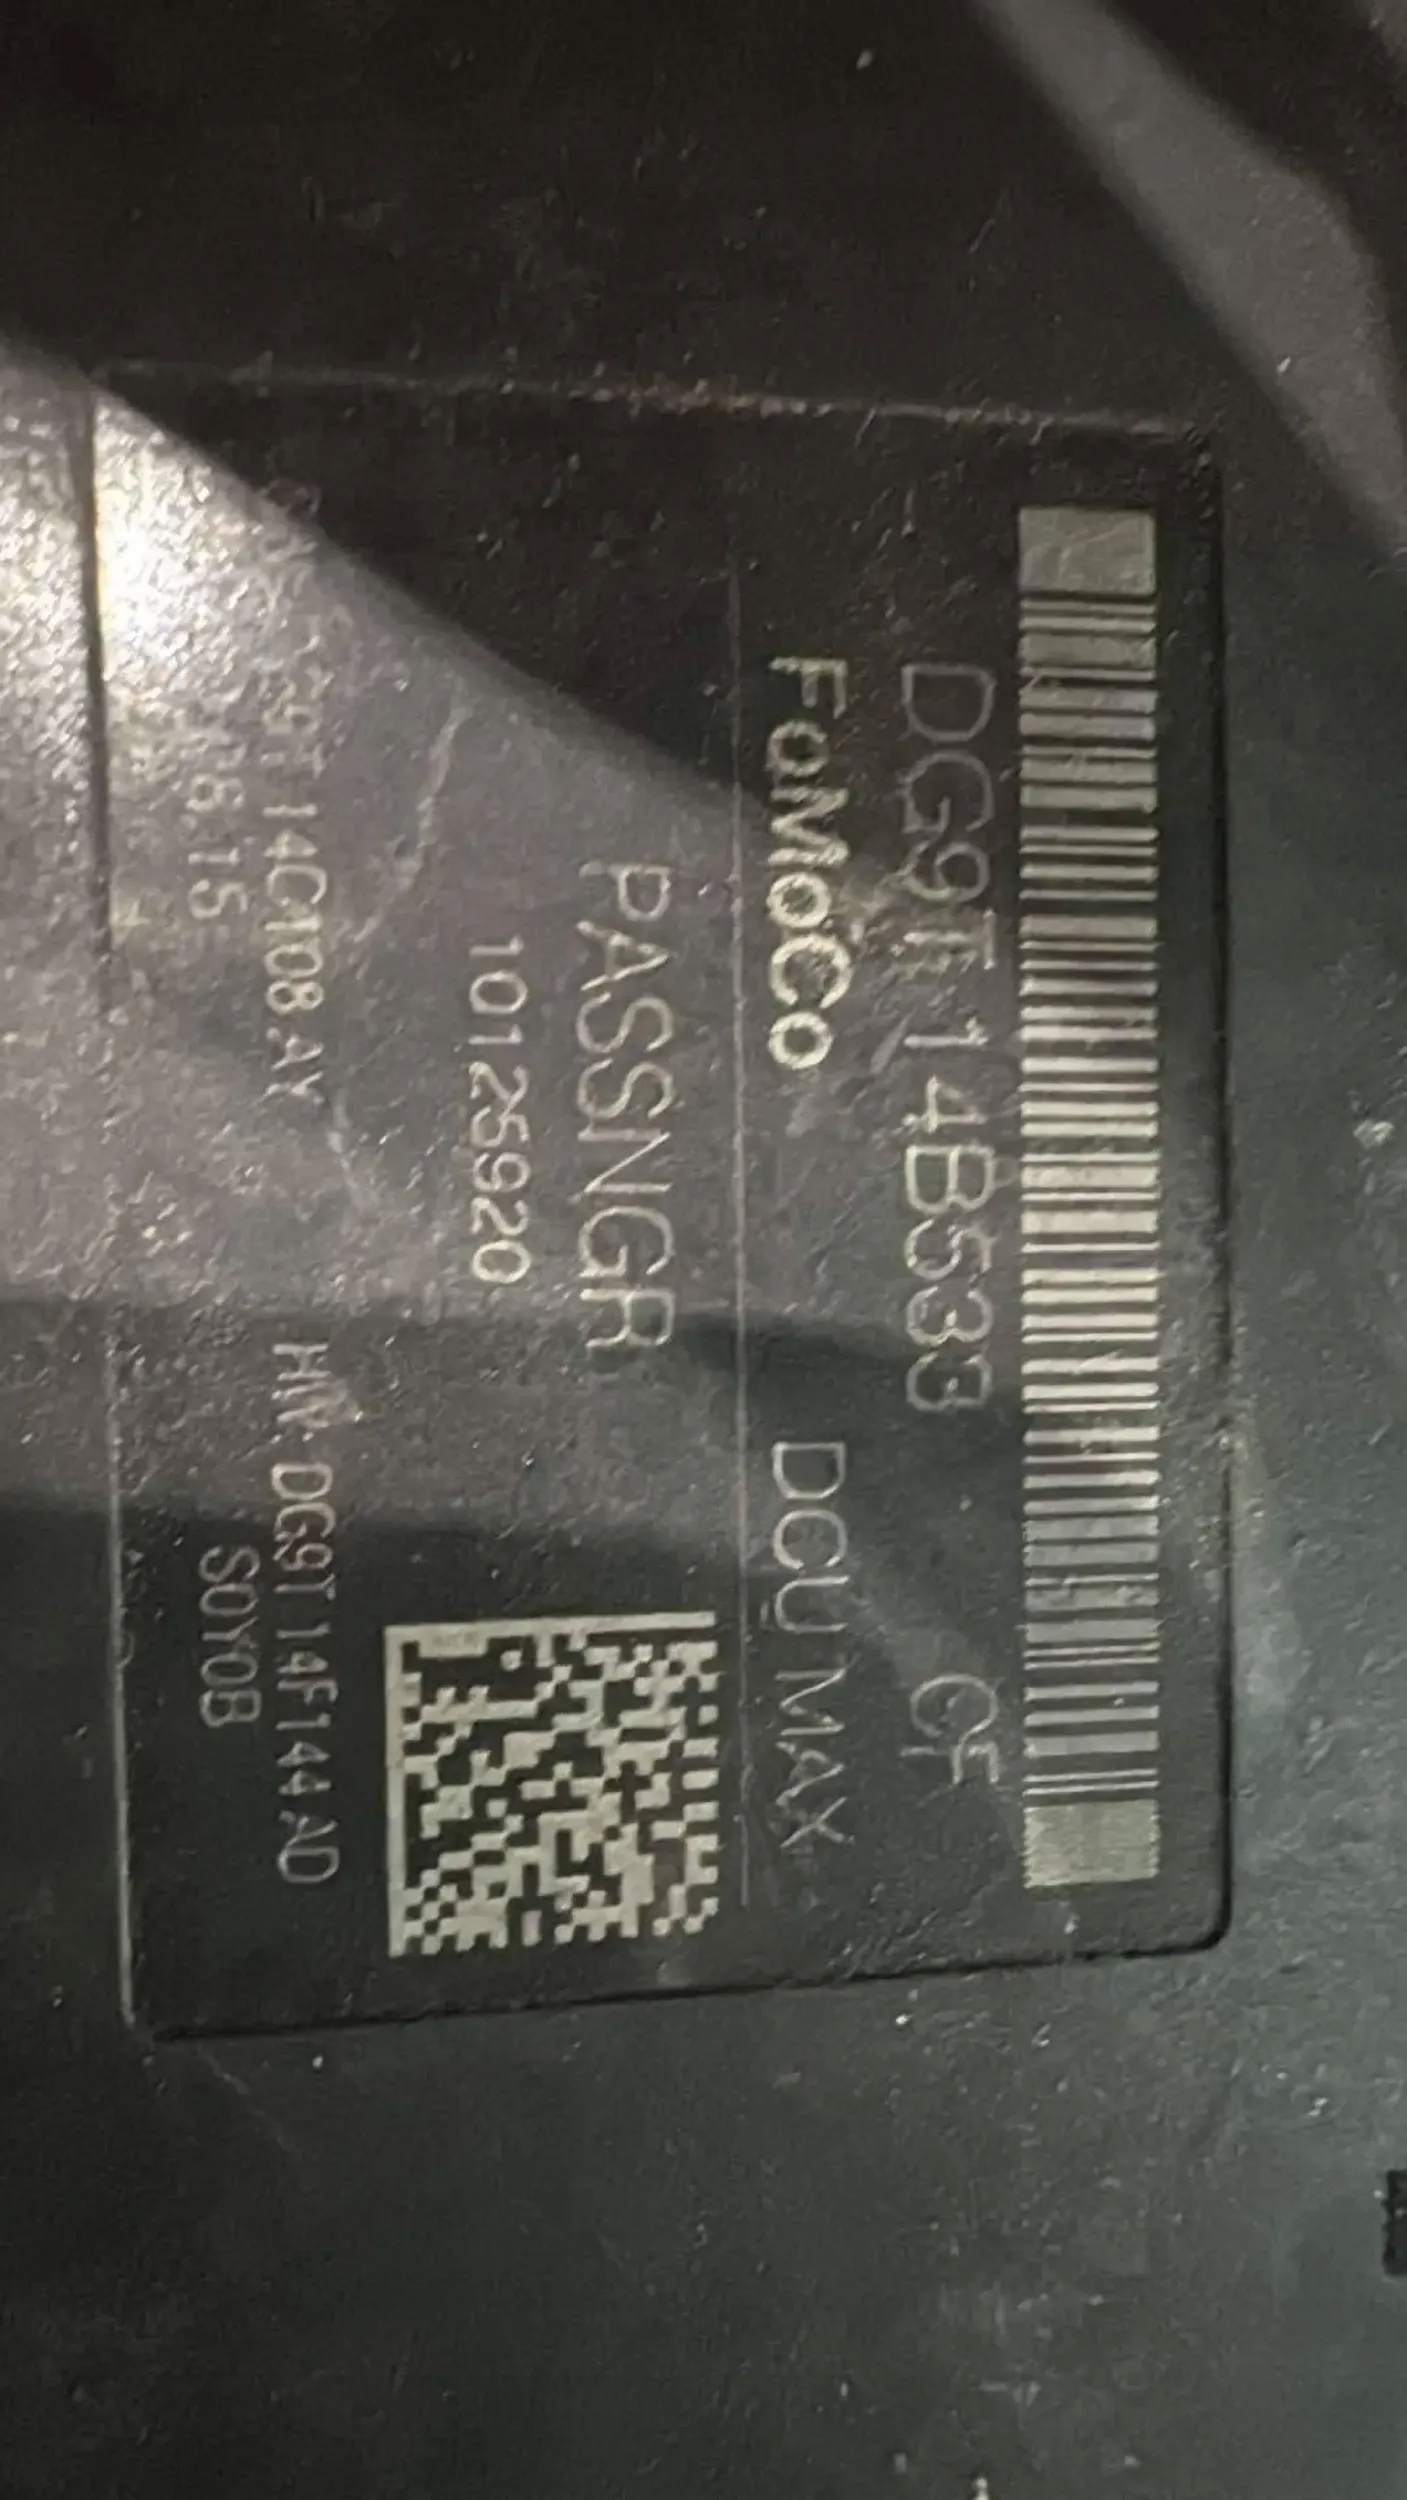 DG9T 14B533 CF
FoMoCo DCU MAX
PASSNGR
10125920
14C108 AY HW: DG9T 14F144 AD
S0Y0B